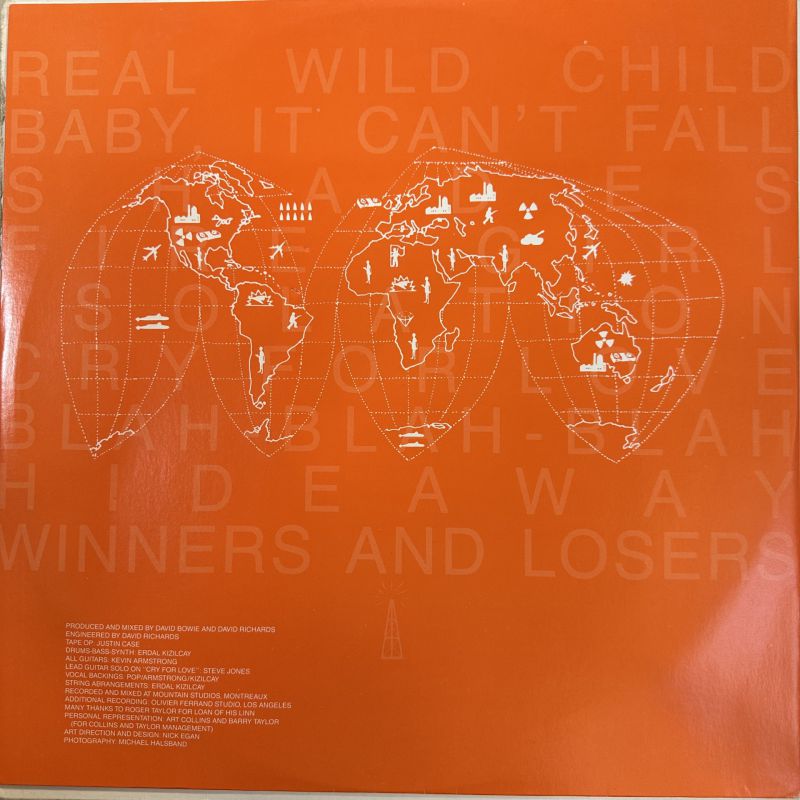 REAL WILD CHILD
BABY, IT CAN'T FALL
SHADES
FIRE GIRL
ISOLATION
CRY FOR LOVE
BLAH-BLAH-BLAH
HIDEAWAY
WINNERS AND LOSERS
PRODUCED AND MIXED BY DAVID BOWIE AND DAVID RICHARDS
ENGINEERED BY DAVID RICHARDS
TAPE OP: JUSTIN CASE
DRUMS-BASS-SYNTH: ERDAL KIZILCAY
ALL GUITARS: KEVIN ARMSTRONG
LEAD GUITAR SOLO ON "CRY FOR LOVE": STEVE JONES
VOCAL BACKINGS: POP/ARMSTRONG/KIZILCAY
STRING ARRANGEMENTS: ERDAL KIZILCAY
RECORDED AND MIXED AT MOUNTAIN STUDIOS, MONTREAUX
ADDITIONAL RECORDING: OLIVIER FERRAND STUDIO, LOS ANGELES
MANY THANKS TO ROGER TAYLOR FOR LOAN OF HIS LINN
PERSONAL REPRESENTATION: ART COLLINS AND BARRY TAYLOR
(FOR COLLINS AND TAYLOR MANAGEMENT)
ART DIRECTION AND DESIGN: NICK EGAN
PHOTOGRAPHY: MICHAEL HALSBAND